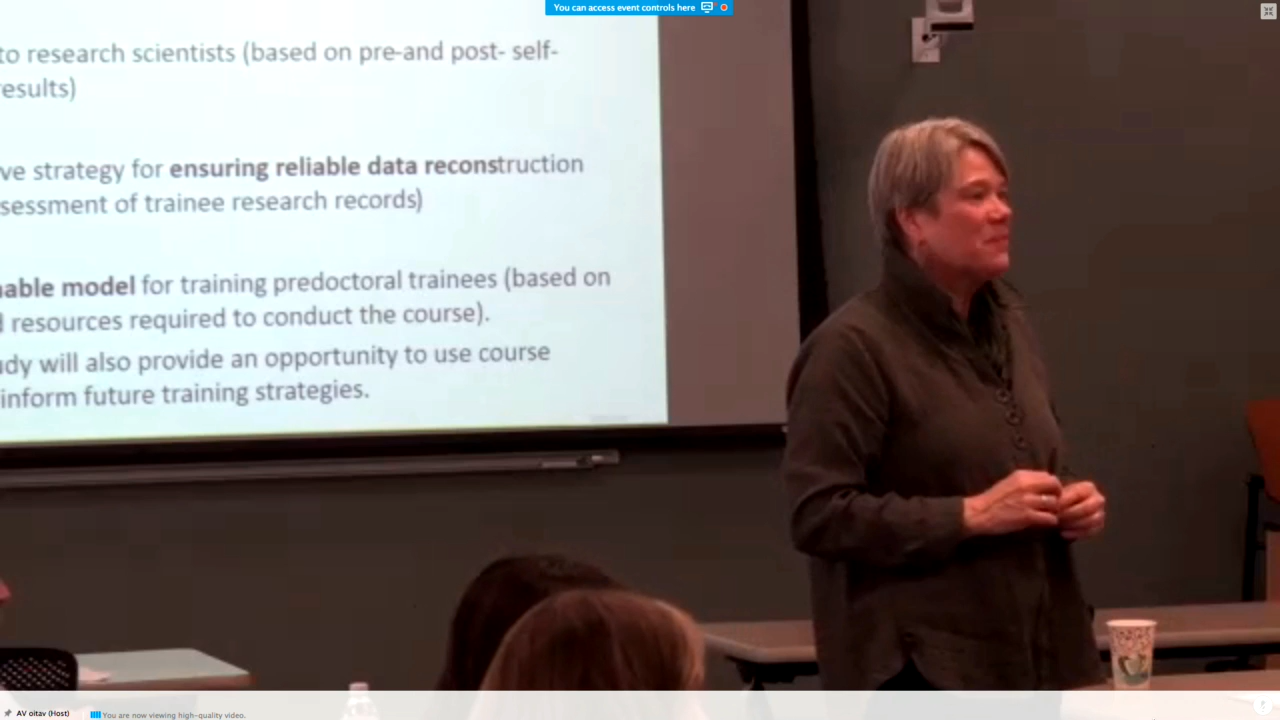 You can access event controls here
to research scientists (based on pre-and post- self-
esults)
ve strategy for ensuring reliable data reconstruction
sessment of trainee research records)
able model for training predoctoral trainees (based on
resources required to conduct the course).
dy will also provide an opportunity to use course
inform future training strategies.
AV oitav (Host)
You are now viewing high-quality video.